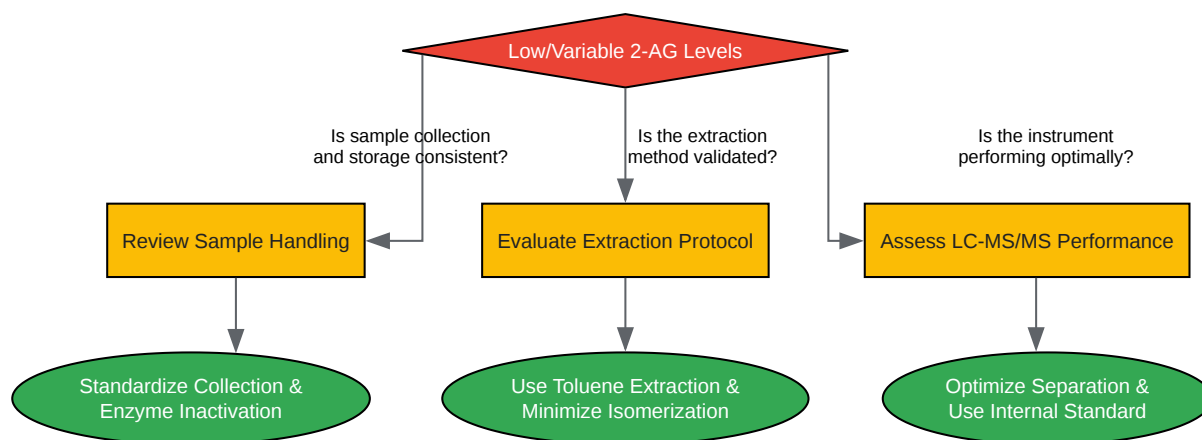 Low/Variable 2-AG Levels
Is sample collection
and storage consistent?
Is the extraction
method validated?
Is the instrument
performing optimally?
Review Sample Handling
Evaluate Extraction Protocol
Assess LC-MS/MS Performance
Standardize Collection &
Enzyme Inactivation
Use Toluene Extraction &
Minimize Isomerization
Optimize Separation &
Use Internal Standard